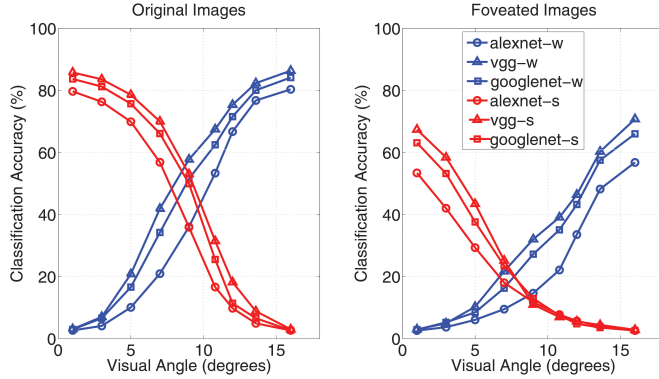 Original Images
Classification Accuracy (%)
100
80
60
40
20
0
0 5 10 15
Visual Angle (degrees)
Foveated Images
Classification Accuracy (%)
100
80
60
40
20
0
0 5 10 15
Visual Angle (degrees)
alexnet-w
vgg-w
googlenet-w
alexnet-s
vgg-s
googlenet-s